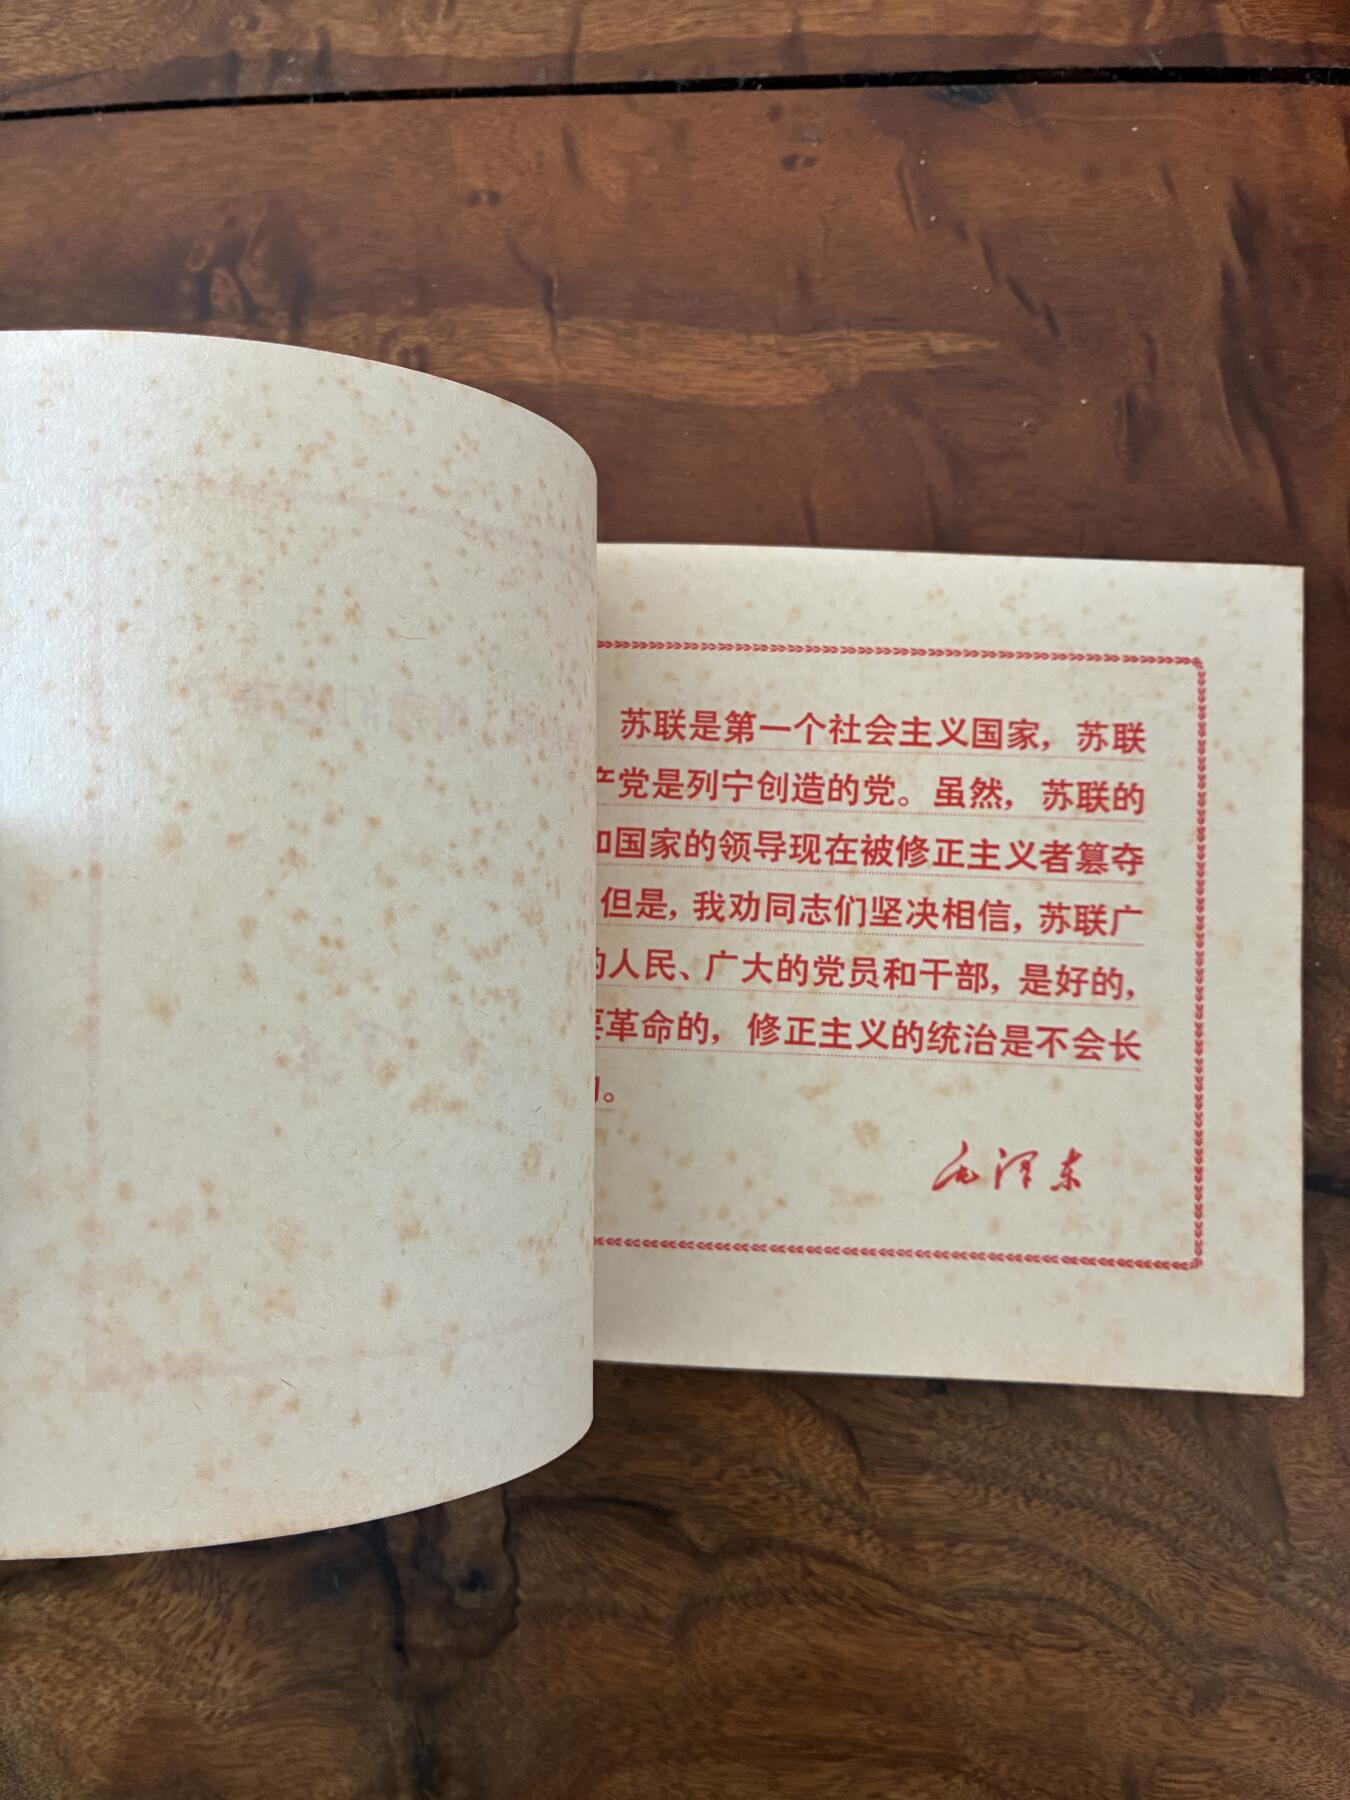 苏联是第一个社会主义国家，苏联
产党是列宁创造的党。虽然，苏联的
和国家的领导现在被修正主义者篡夺
但是，我劝同志们坚决相信，苏联广
的人民、广大的党员和干部，是好的，
要革命的，修正主义的统治是不会长
的。
毛泽东